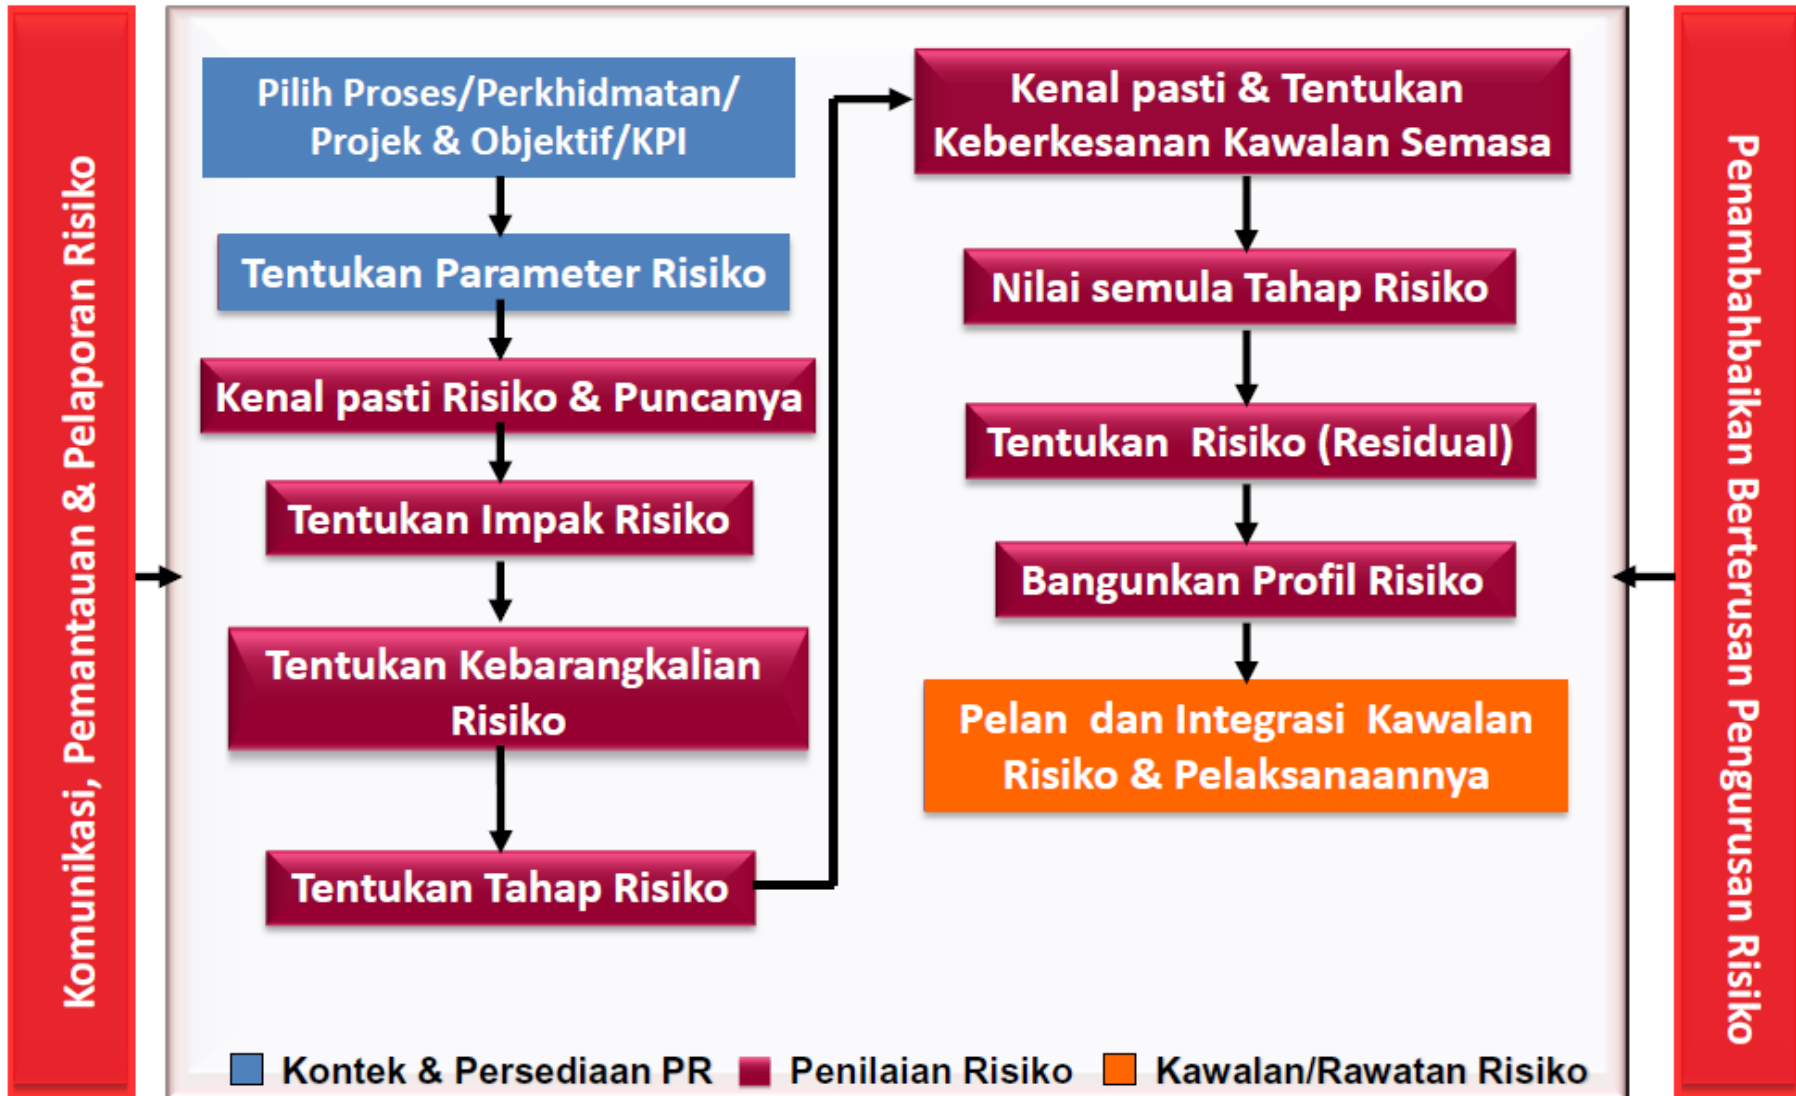 Komunikasi, Pemantauan & Pelaporan Risiko
Pilih Proses/Perkhidmatan/
Projek & Objektif/KPI
Tentukan Parameter Risiko
Kenal pasti Risiko & Puncanya
Tentukan Impak Risiko
Tentukan Kebarangkalian
Risiko
Tentukan Tahap Risiko
Kenal pasti & Tentukan
Keberkesanan Kawalan Semasa
Nilai semula Tahap Risiko
Tentukan Risiko (Residual)
Bangunkan Profil Risiko
Pelan dan Integrasi Kawalan
Risiko & Pelaksanaannya
Penambahbaikan Berterusan Pengurusan Risiko
Kontek & Persediaan PR
Penilaian Risiko
Kawalan/Rawatan Risiko